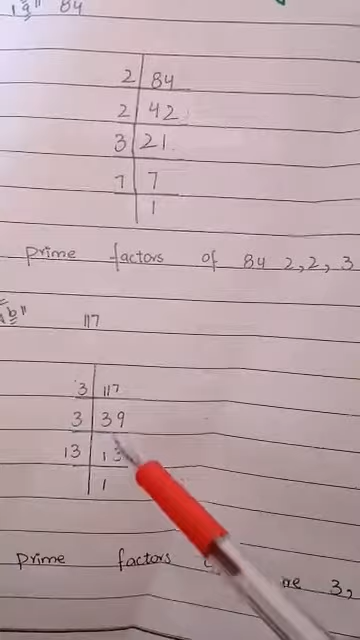 "a" 84
2 84
2 42
3 21
7 7
1
prime factors of 84 2, 2, 3
"b" 117
3 117
3 39
13 13
1
prime factors are 3,